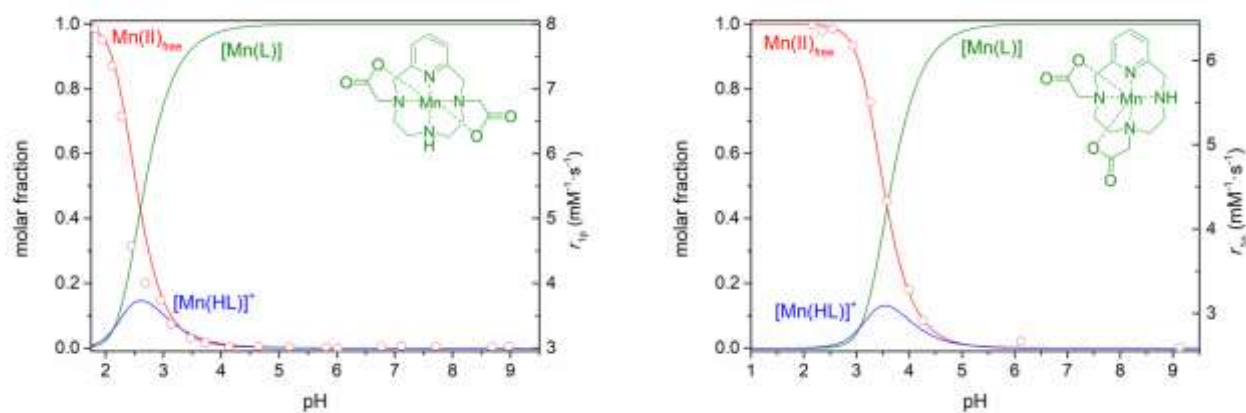 1.0
0.8
0.6
0.4
0.2
0.0
molar fraction
Mn(II)free
[Mn(L)]
[Mn(HL)]+
O
O
N
N
Mn
N
N
H
O
O
8
7
6
5
4
3
r1p (mM-1·s-1)
2 3 4 5 6 7 8 9
pH
1.0
0.8
0.6
0.4
0.2
0.0
molar fraction
Mn(II)free
[Mn(L)]
[Mn(HL)]+
O
O
N
N
Mn
NH
N
O
O
6
5
4
3
r1p (mM-1·s-1)
1 2 3 4 5 6 7 8 9
pH